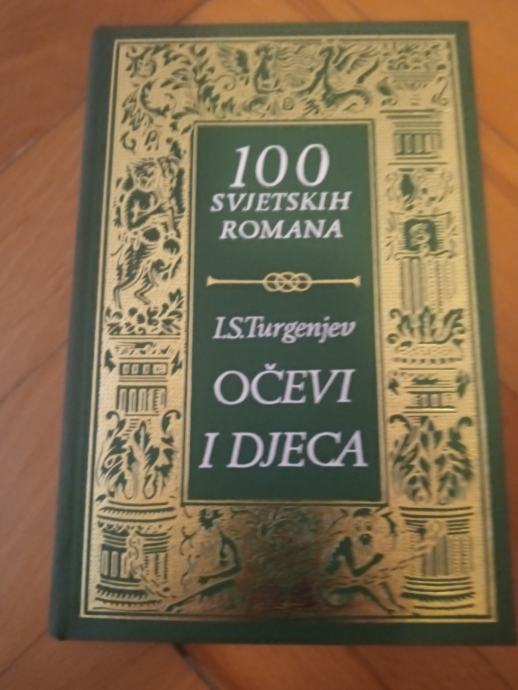 100
SVJETSKIH
ROMANA
I.S.Turgenjev
OČEVI
I DJECA